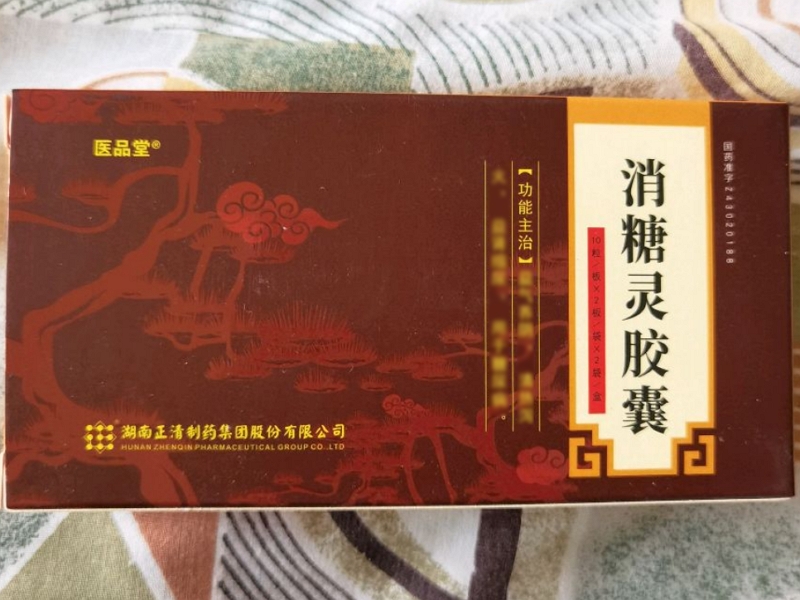 医品堂®
国药准字Z43020188
消糖灵胶囊
10粒/板×2板/袋×2袋/盒
【功能主治】
湖南正清制药集团股份有限公司
HUNAN ZHENQIN PHARMACEUTICAL GROUP CO.,LTD